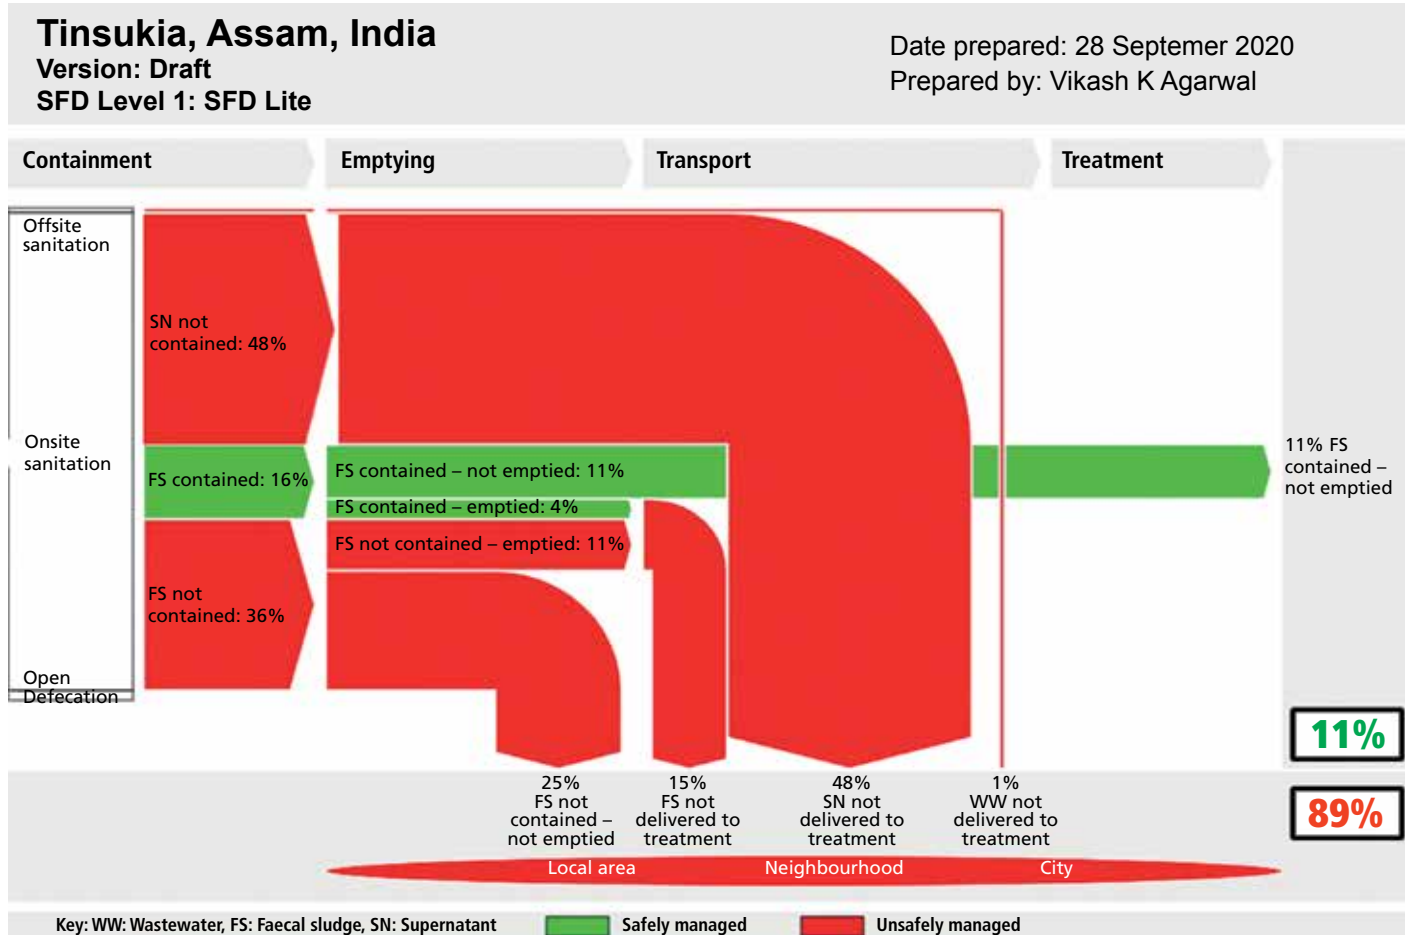 Tinsukia, Assam, India
Version: Draft
SFD Level 1: SFD Lite
Date prepared: 28 Septemer 2020
Prepared by: Vikash K Agarwal
Containment
Emptying
Transport
Treatment
Offsite
sanitation
SN not
contained: 48%
Onsite
sanitation
FS contained: 16%
FS contained – not emptied: 11%
FS contained – emptied: 4%
FS not contained – emptied: 11%
FS not
contained: 36%
Open
Defecation
11% FS
contained –
not emptied
11%
89%
25%
FS not
contained –
not emptied
15%
FS not
delivered to
treatment
48%
SN not
delivered to
treatment
1%
WW not
delivered to
treatment
Local area
Neighbourhood
City
Key: WW: Wastewater, FS: Faecal sludge, SN: Supernatant
Safely managed
Unsafely managed